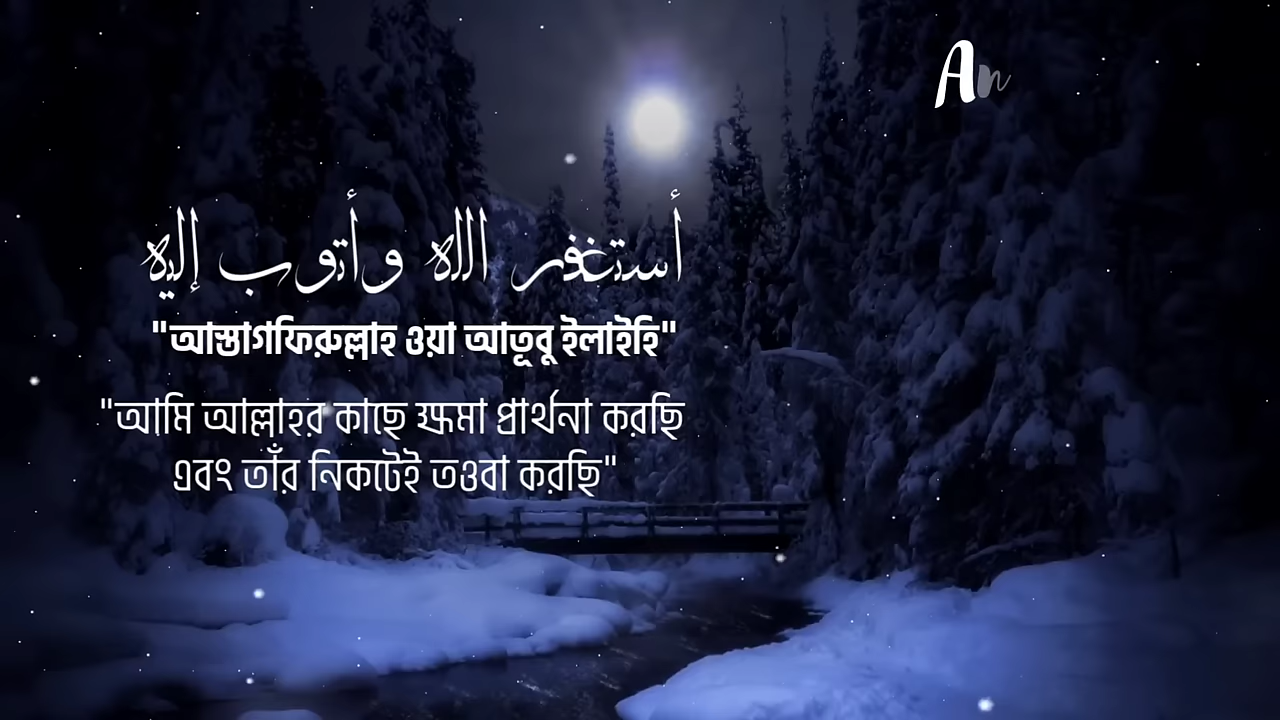 An
أستغفر الله وأتوب إليه
"আস্তাগফিরুল্লাহ ওয়া আতূবু ইলাইহি"
"আমি আল্লাহর কাছে ক্ষমা প্রার্থনা করছি
এবং তাঁর নিকটেই তওবা করছি"